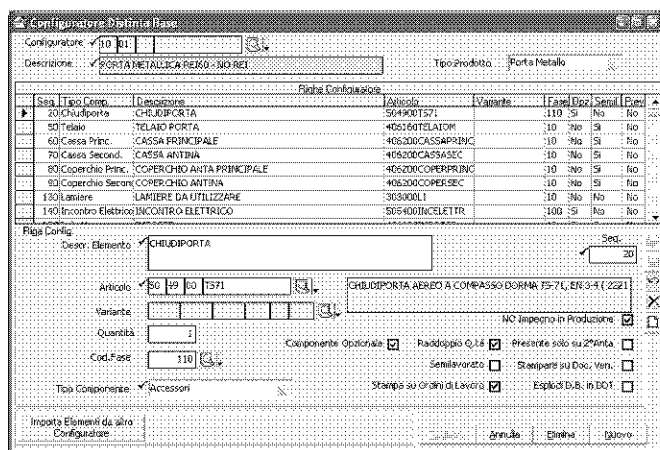 Configuratore Distinta Base
Configuratore 10 01
Descrizione PORTA METALLICA REI60 - NO REI Tipo Prodotto Porta Metallo
Righe Configuratore
Seq. Tipo Comp. Descrizione Articolo Variante Fase Opz. Semil. Prev
20 Chiudiporta CHIUDIPORTA 504900TS71 110 Si No No
50 Telaio TELAIO PORTA 406160TELAIOM 10 No Si No
60 Cassa Princ. CASSA PRINCIPALE 406200CASSAPRINC 10 No Si No
70 Cassa Second. CASSA ANTINA 406200CASSASEC 10 No Si No
80 Coperchio Princ. COPERCHIO ANTA PRINCIPALE 406200COPERPRINC 10 No Si No
90 Coperchio Secon COPERCHIO ANTINA 406200COPERSEC 10 No Si No
130 Lamiere LAMIERE DA UTILIZZARE 303000L1 10 No No No
140 Incontro Elettrico INCONTRO ELETTRICO 505400INCELETTR 100 Si No No
Riga Config.
Descr. Elemento CHIUDIPORTA Seq. 20
Articolo 50 49 00 TS71 CHIUDIPORTA AEREO A COMPASSO DORMA TS-71, EN 3-4 ( 2221
Variante
NO Impegno in Produzione
Quantità 1
Componente Opzionale Raddoppio Q.tà Presente solo su 2°Anta
Cod.Fase 110
Semilavorato Stampare su Doc. Ven.
Tipo Componente Accessori Stampa su Ordini di Lavoro Esplodi D.B. in DDT
Importa Elementi da altro
Configuratore
Annulla Elimina Nuovo